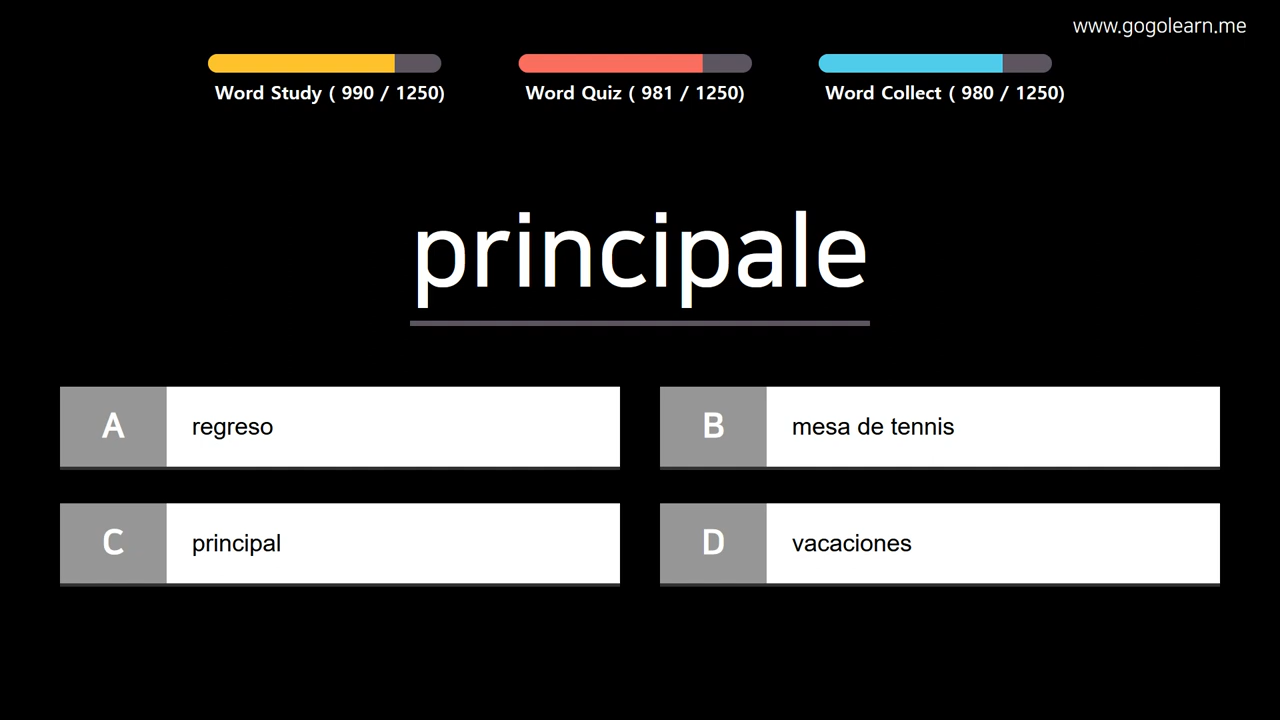 www.gogolearn.me
Word Study ( 990 / 1250)
Word Quiz ( 981 / 1250)
Word Collect ( 980 / 1250)
principale
A regreso
B mesa de tennis
C principal
D vacaciones